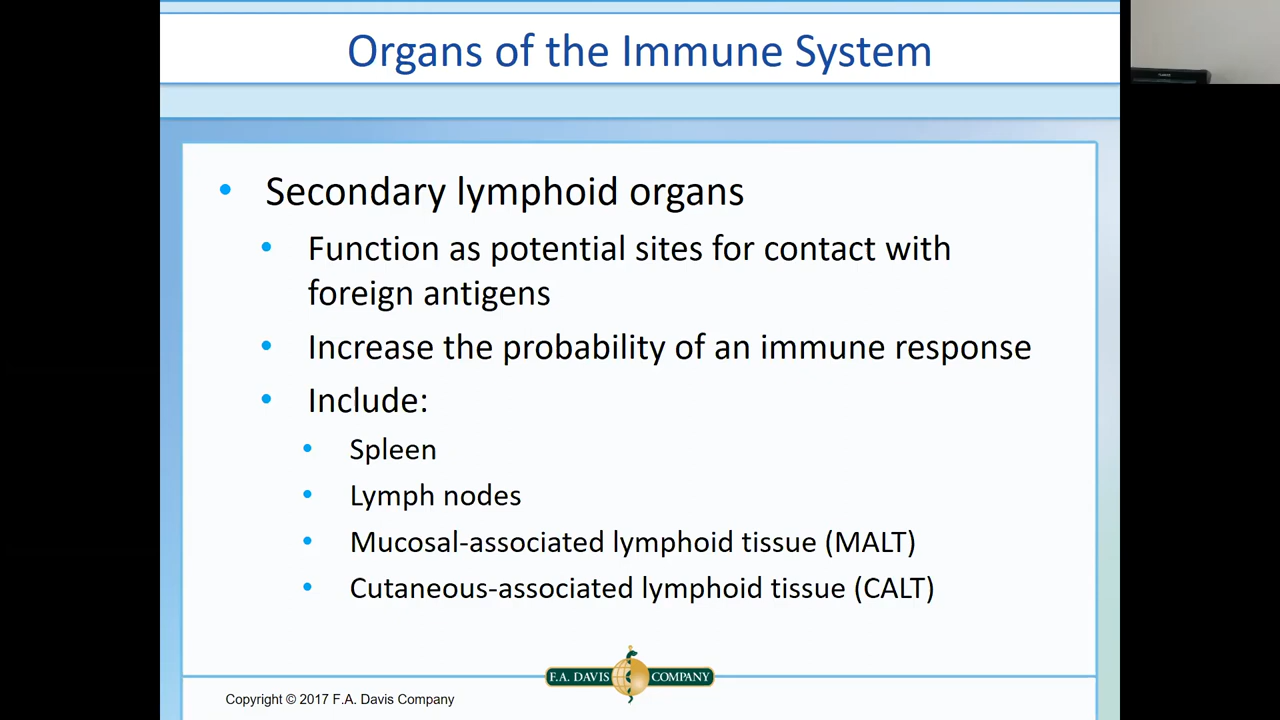 Organs of the Immune System
• Secondary lymphoid organs
• Function as potential sites for contact with
foreign antigens
• Increase the probability of an immune response
• Include:
• Spleen
• Lymph nodes
• Mucosal-associated lymphoid tissue (MALT)
• Cutaneous-associated lymphoid tissue (CALT)
F.A. DAVIS COMPANY
Copyright © 2017 F.A. Davis Company